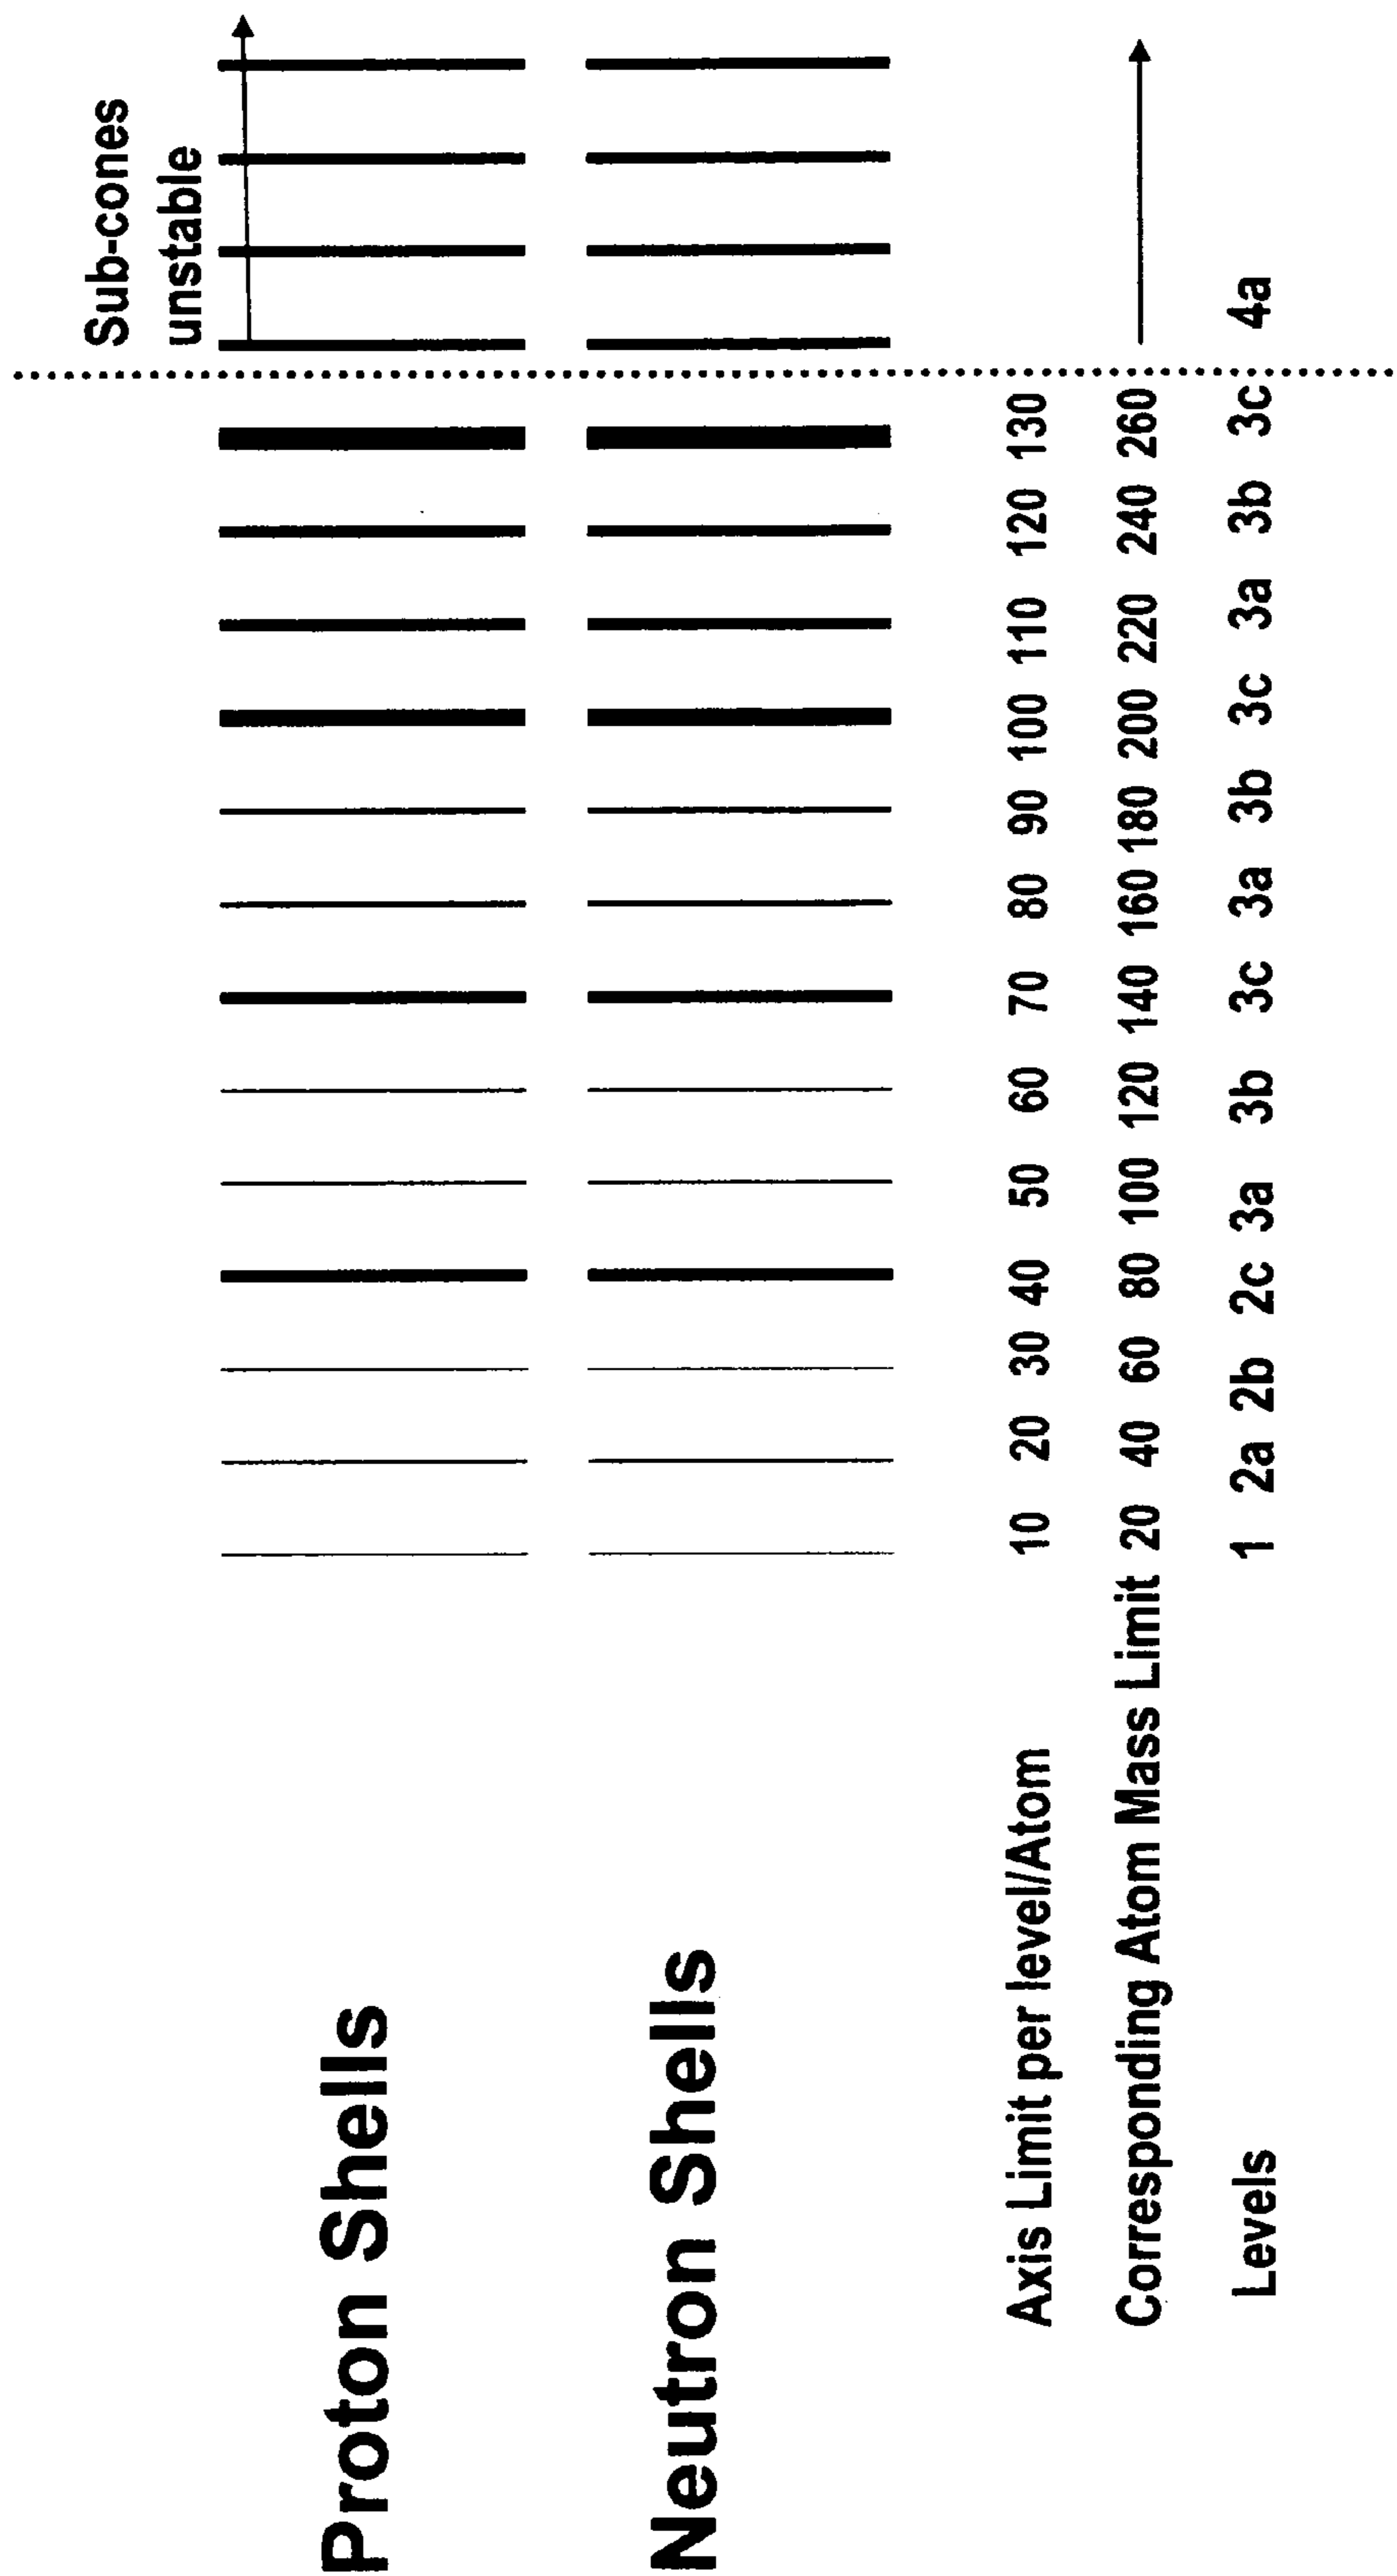 Sub-cones
unstable
Proton Shells
Neutron Shells
Axis Limit per level/Atom 10 20 30 40 50 60 70 80 90 100 110 120 130
Corresponding Atom Mass Limit 20 40 60 80 100 120 140 160 180 200 220 240 260
Levels 1 2a 2b 2c 3a 3b 3c 3a 3b 3c 3a 3b 3c 4a